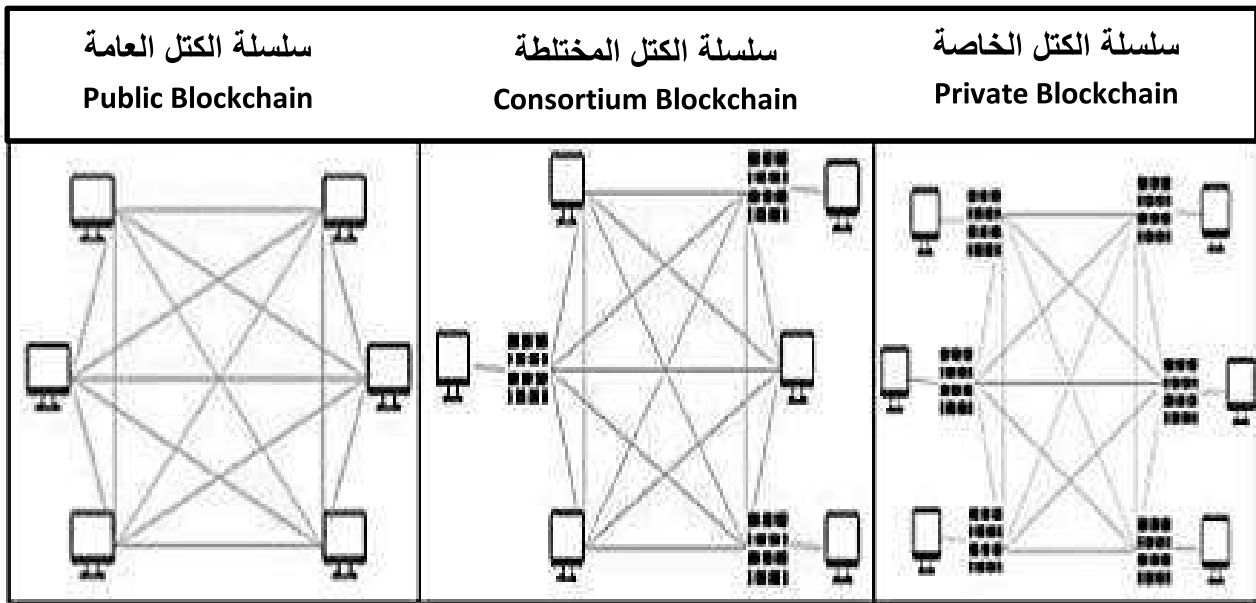 سلسلة الكتل العامة
Public Blockchain
سلسلة الكتل المختلطة
Consortium Blockchain
سلسلة الكتل الخاصة
Private Blockchain